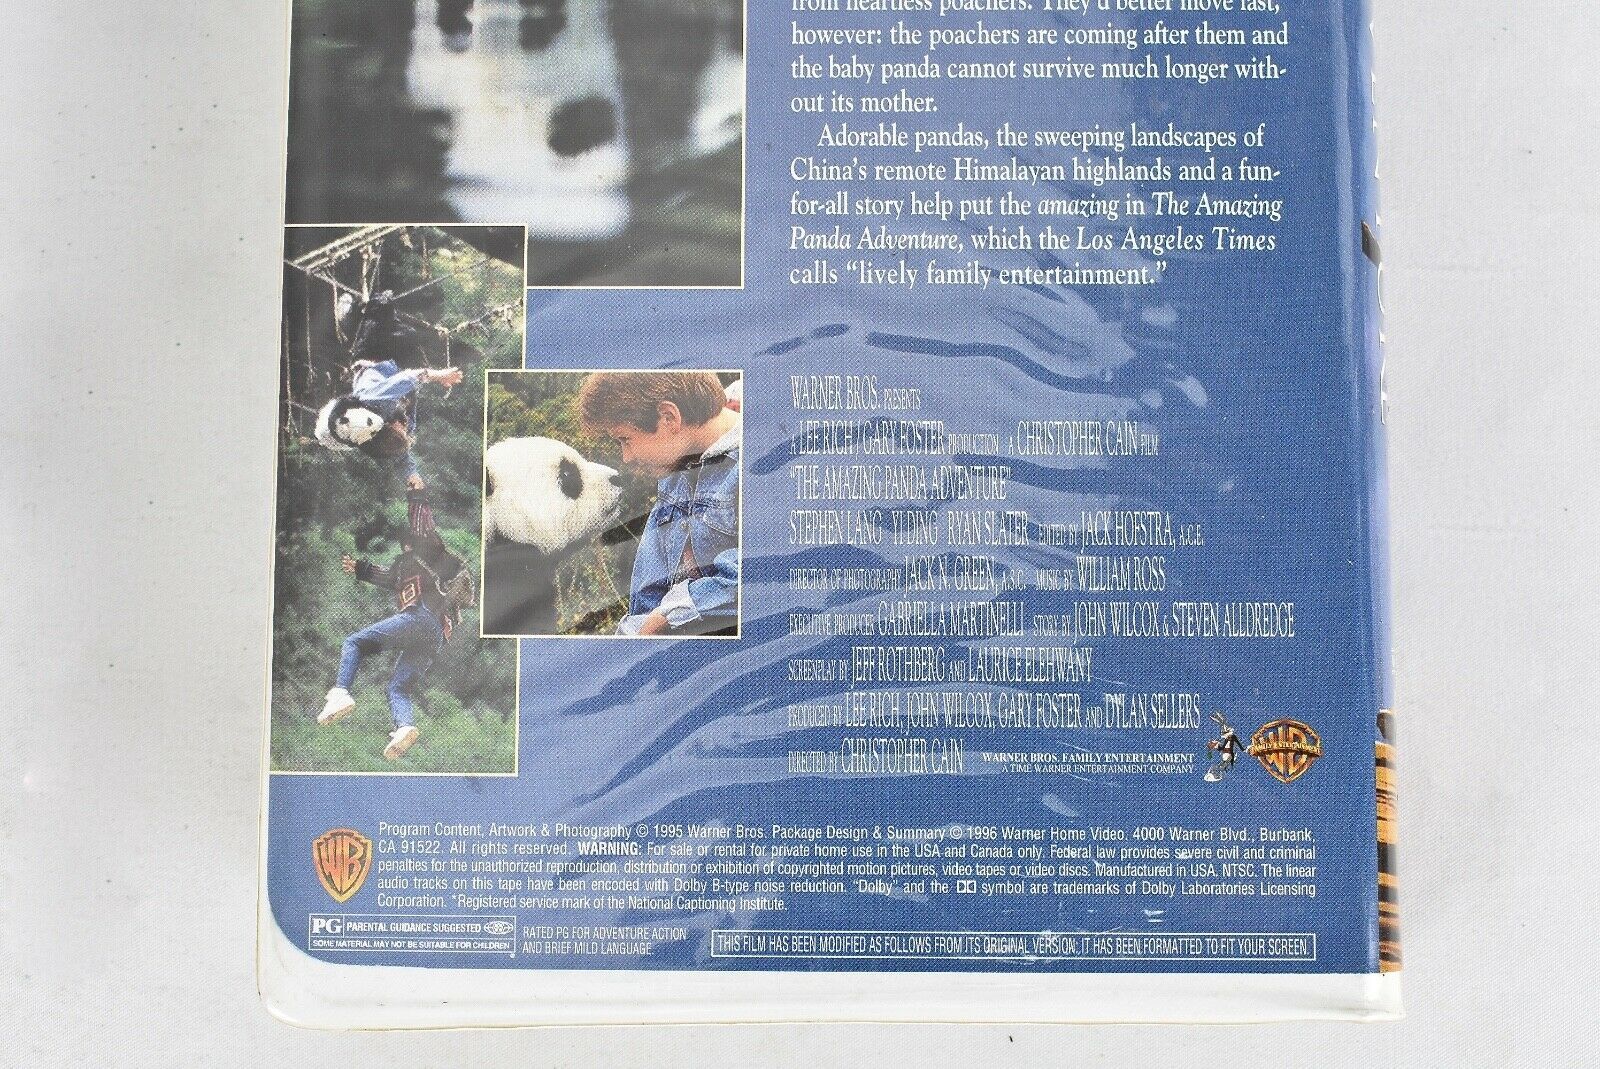 from heartless poachers. They'd better move fast,
however: the poachers are coming after them and
the baby panda cannot survive much longer with-
out its mother.
Adorable pandas, the sweeping landscapes of
China's remote Himalayan highlands and a fun-
for-all story help put the amazing in The Amazing
Panda Adventure, which the Los Angeles Times
calls "lively family entertainment."
WARNER BROS. PRESENTS
A LEE RICH / GARY FOSTER PRODUCTION A CHRISTOPHER CAIN FILM
"THE AMAZING PANDA ADVENTURE"
STEPHEN LANG YI DING RYAN SLATER EDITED BY JACK HOFSTRA, A.C.E.
DIRECTOR OF PHOTOGRAPHY JACK N. GREEN, A.S.C. MUSIC BY WILLIAM ROSS
EXECUTIVE PRODUCER GABRIELLA MARTINELLI STORY BY JOHN WILCOX & STEVEN ALLDREDGE
SCREENPLAY BY JEFF ROTHBERG AND LAURICE ELEHWANY
PRODUCED BY LEE RICH, JOHN WILCOX, GARY FOSTER AND DYLAN SELLERS
DIRECTED BY CHRISTOPHER CAIN
WARNER BROS. FAMILY ENTERTAINMENT
A TIME WARNER ENTERTAINMENT COMPANY
WB
FAMILY ENTERTAINMENT
WB
Program Content, Artwork & Photography © 1995 Warner Bros. Package Design & Summary © 1996 Warner Home Video. 4000 Warner Blvd., Burbank,
CA 91522. All rights reserved. WARNING: For sale or rental for private home use in the USA and Canada only. Federal law provides severe civil and criminal
penalties for the unauthorized reproduction, distribution or exhibition of copyrighted motion pictures, video tapes or video discs. Manufactured in USA. NTSC. The linear
audio tracks on this tape have been encoded with Dolby B-type noise reduction. "Dolby" and the DD symbol are trademarks of Dolby Laboratories Licensing
Corporation. *Registered service mark of the National Captioning Institute.
PG PARENTAL GUIDANCE SUGGESTED
SOME MATERIAL MAY NOT BE SUITABLE FOR CHILDREN
RATED PG FOR ADVENTURE ACTION
AND BRIEF MILD LANGUAGE.
THIS FILM HAS BEEN MODIFIED AS FOLLOWS FROM ITS ORIGINAL VERSION: IT HAS BEEN FORMATTED TO FIT YOUR SCREEN.